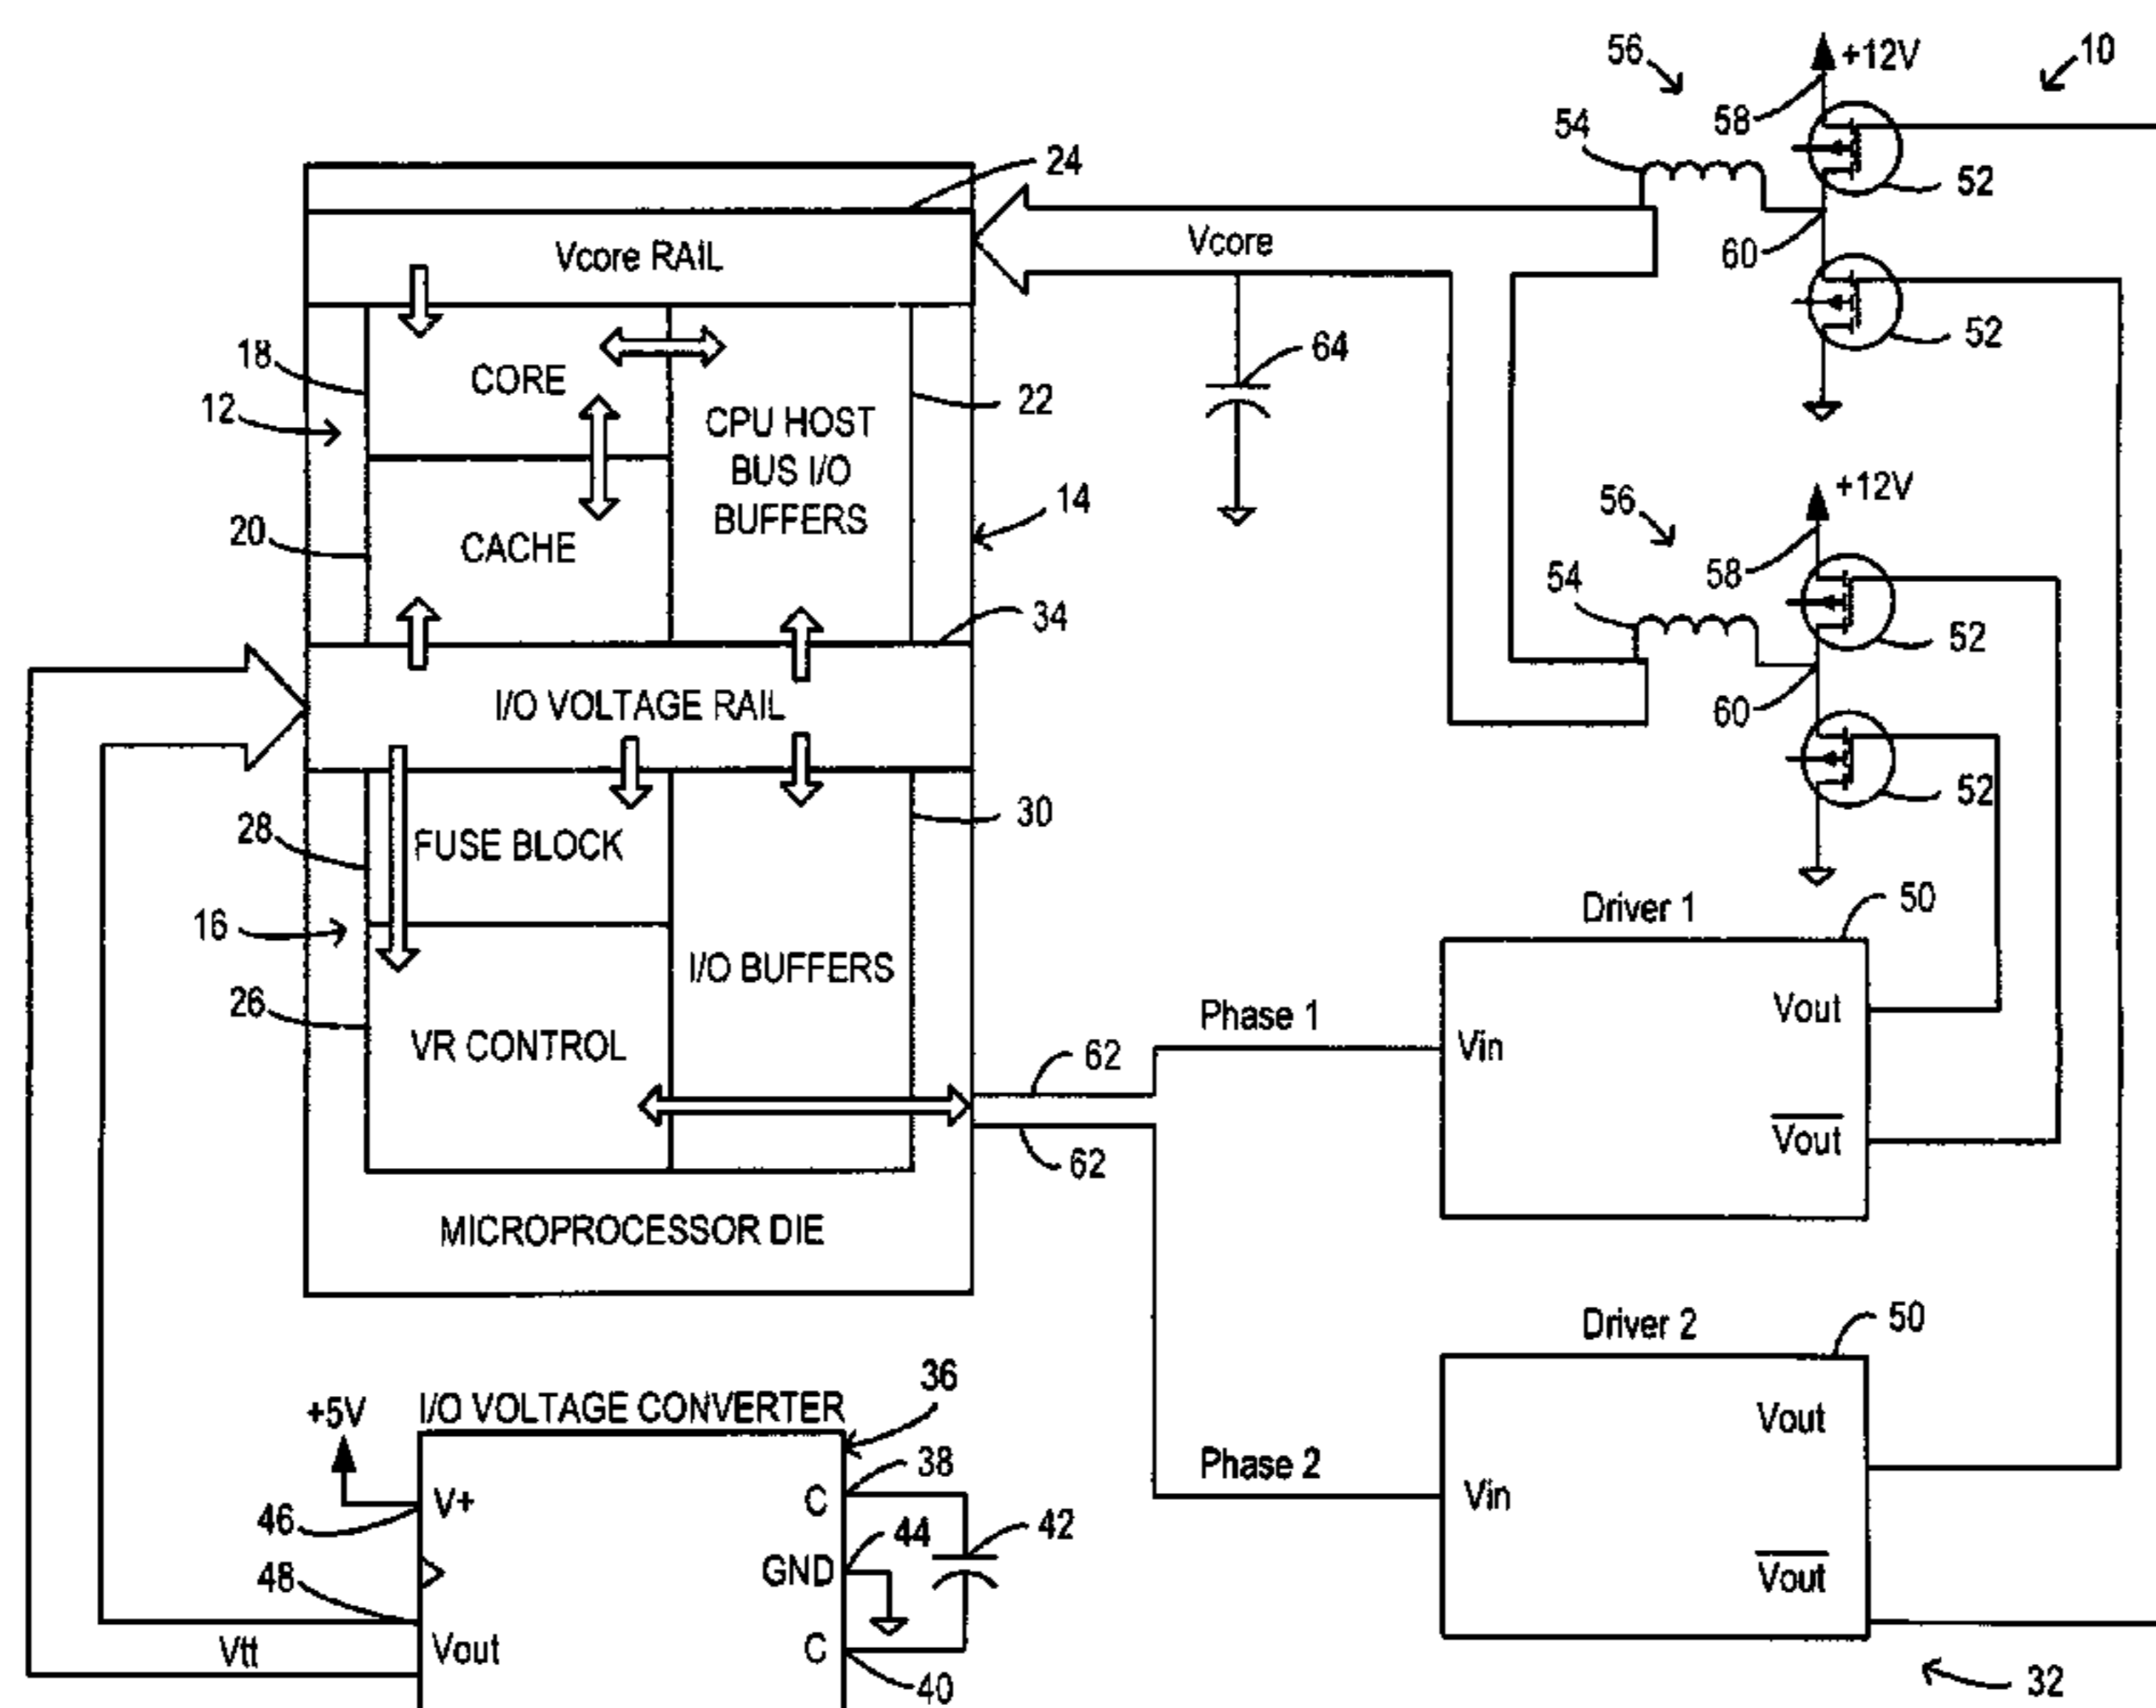 56
+12V
10
58
54
52
24
Vcore RAIL
Vcore
60
52
18
CORE
64
12
CPU HOST
BUS I/O
BUFFERS
22
20
CACHE
14
+12V
56
58
54
52
34
I/O VOLTAGE RAIL
60
52
28
FUSE BLOCK
30
16
I/O BUFFERS
26
VR CONTROL
Driver 1
50
Phase 1
Vin
Vout
Vout
62
62
MICROPROCESSOR DIE
Driver 2
50
Phase 2
Vin
Vout
Vout
32
+5V
I/O VOLTAGE CONVERTER
36
38
V+
C
46
44
42
GND
48
Vout
C
Vtt
40